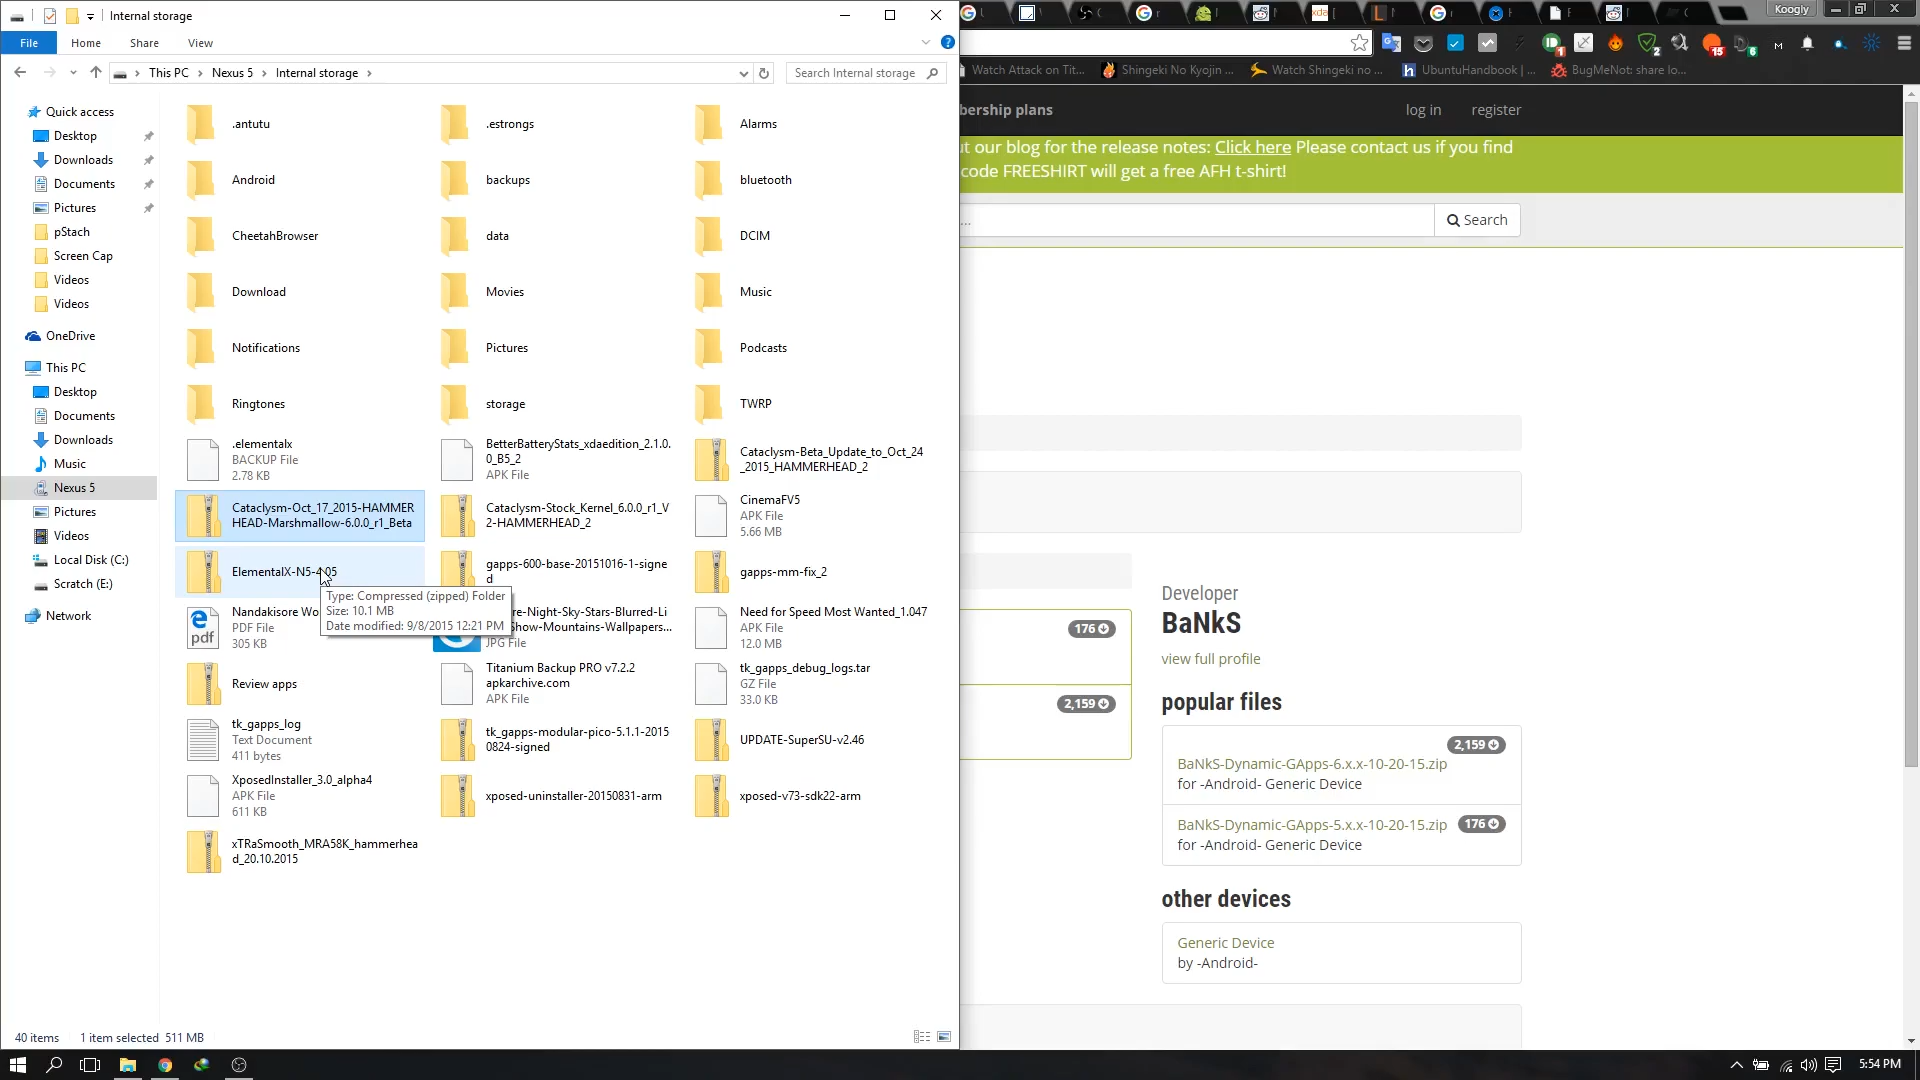 Internal storage
File
Home
Share
View
This PC
Nexus 5
Internal storage
Search Internal storage
Quick access
Desktop
Downloads
Documents
Pictures
pStach
Screen Cap
Videos
Videos
OneDrive
This PC
Desktop
Documents
Downloads
Music
Nexus 5
Pictures
Videos
Local Disk (C:)
Scratch (E:)
Network
.antutu
.estrongs
Alarms
Android
backups
bluetooth
CheetahBrowser
data
DCIM
Download
Movies
Music
Notifications
Pictures
Podcasts
Ringtones
storage
TWRP
.elementalx
BACKUP File
2.78 KB
BetterBatteryStats_xdaedition_2.1.0.
0_B5_2
APK File
Cataclysm-Beta_Update_to_Oct_24
_2015_HAMMERHEAD_2
Cataclysm-Oct_17_2015-HAMMER
HEAD-Marshmallow-6.0.0_r1_Beta
Cataclysm-Stock_Kernel_6.0.0_r1_V
2-HAMMERHEAD_2
CinemaFV5
APK File
5.66 MB
ElementalX-N5-4.05
gapps-600-base-20151016-1-signe
d
gapps-mm-fix_2
Type: Compressed (zipped) Folder
Size: 10.1 MB
Date modified: 9/8/2015 12:21 PM
Nandakisore Wo
PDF File
305 KB
re-Night-Sky-Stars-Blurred-Li
Show-Mountains-Wallpapers...
JPG File
Need for Speed Most Wanted_1.047
APK File
12.0 MB
Review apps
Titanium Backup PRO v7.2.2
apkarchive.com
APK File
tk_gapps_debug_logs.tar
GZ File
33.0 KB
tk_gapps_log
Text Document
411 bytes
tk_gapps-modular-pico-5.1.1-2015
0824-signed
UPDATE-SuperSU-v2.46
XposedInstaller_3.0_alpha4
APK File
611 KB
xposed-uninstaller-20150831-arm
xposed-v73-sdk22-arm
xTRaSmooth_MRA58K_hammerhea
d_20.10.2015
pdf
40 items
1 item selected 511 MB
Koogly
Watch Attack on Tit...
Shingeki No Kyojin ...
Watch Shingeki no ...
UbuntuHandbook | ...
BugMeNot: share lo...
bership plans
log in
register
ut our blog for the release notes: Click here Please contact us if you find
code FREESHIRT will get a free AFH t-shirt!
...
Search
176
2,159
Developer
BaNkS
view full profile
popular files
2,159
BaNkS-Dynamic-GApps-6.x.x-10-20-15.zip
for -Android- Generic Device
BaNkS-Dynamic-GApps-5.x.x-10-20-15.zip
176
for -Android- Generic Device
other devices
Generic Device
by -Android-
5:54 PM